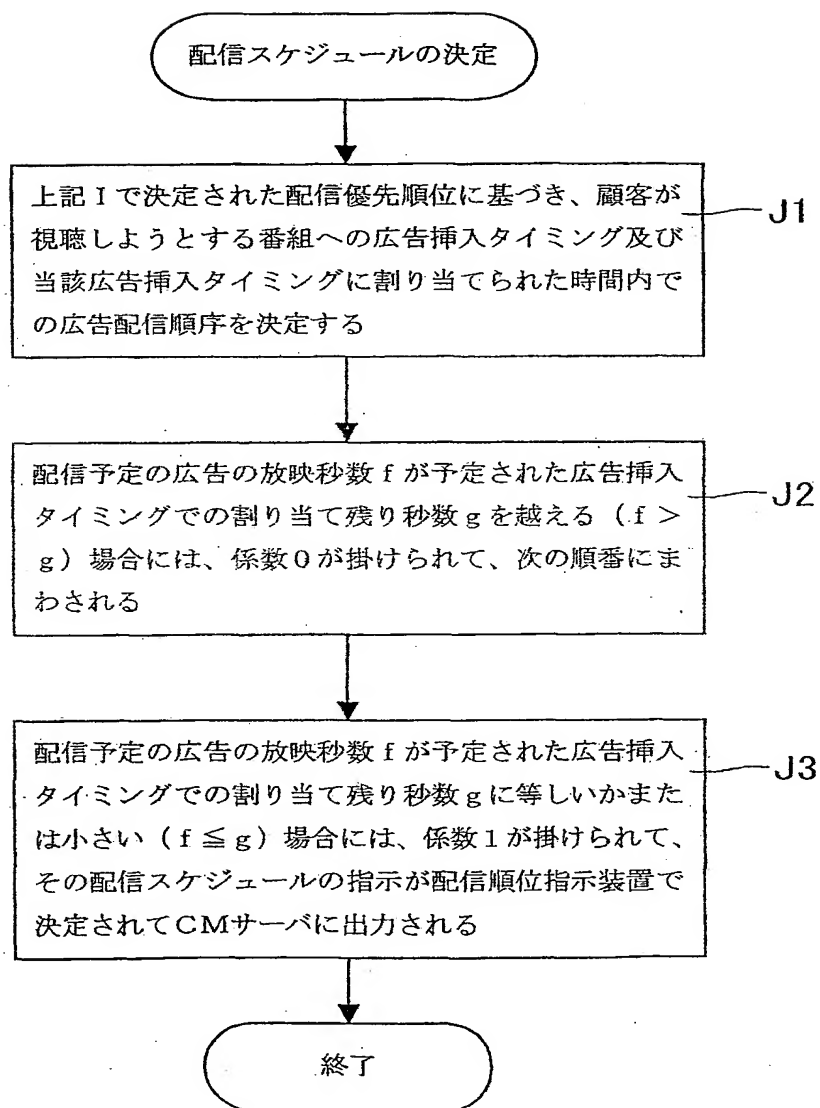 配信スケジュールの決定
上記Ｉで決定された配信優先順位に基づき、顧客が
視聴しようとする番組への広告挿入タイミング及び
当該広告挿入タイミングに割り当てられた時間内で
の広告配信順序を決定する
J1
配信予定の広告の放映秒数ｆが予定された広告挿入
タイミングでの割り当て残り秒数ｇを越える（ｆ＞
ｇ）場合には、係数０が掛けられて、次の順番にま
わされる
J2
配信予定の広告の放映秒数ｆが予定された広告挿入
タイミングでの割り当て残り秒数ｇに等しいかまた
は小さい（ｆ≦ｇ）場合には、係数１が掛けられて、
その配信スケジュールの指示が配信順位指示装置で
決定されてＣＭサーバに出力される
J3
終了